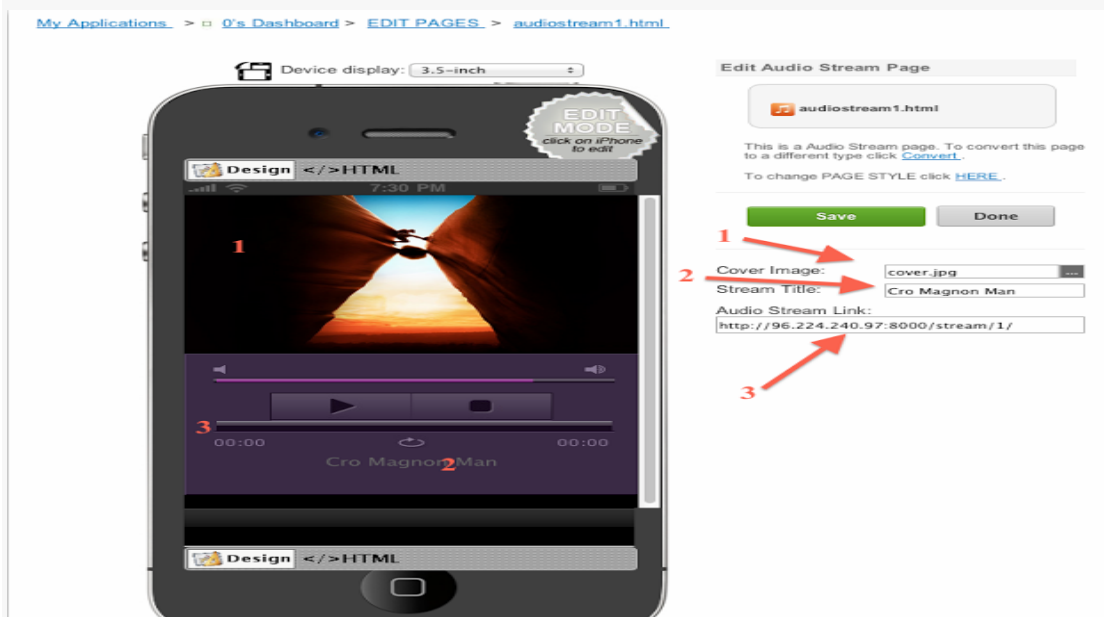 My Applications > 0's Dashboard > EDIT PAGES > audiostream1.html
Device display: 3.5-inch
EDIT
MODE
click on iPhone
to edit
Design </>HTML
7:30 PM
1
3
00:00 00:00
Cro Magnon Man
2
Design </>HTML
Edit Audio Stream Page
audiostream1.html
This is a Audio Stream page. To convert this page
to a different type click Convert .
To change PAGE STYLE click HERE .
Save Done
1
Cover Image: cover.jpg ...
2
Stream Title: Cro Magnon Man
Audio Stream Link:
http://96.224.240.97:8000/stream/1/
3